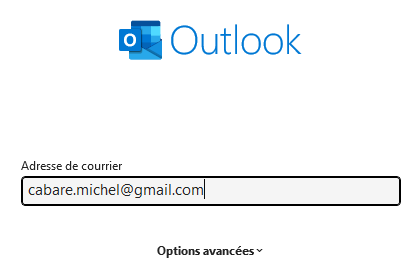 Outlook
Adresse de courrier
cabare.michel@gmail.com
Options avancées